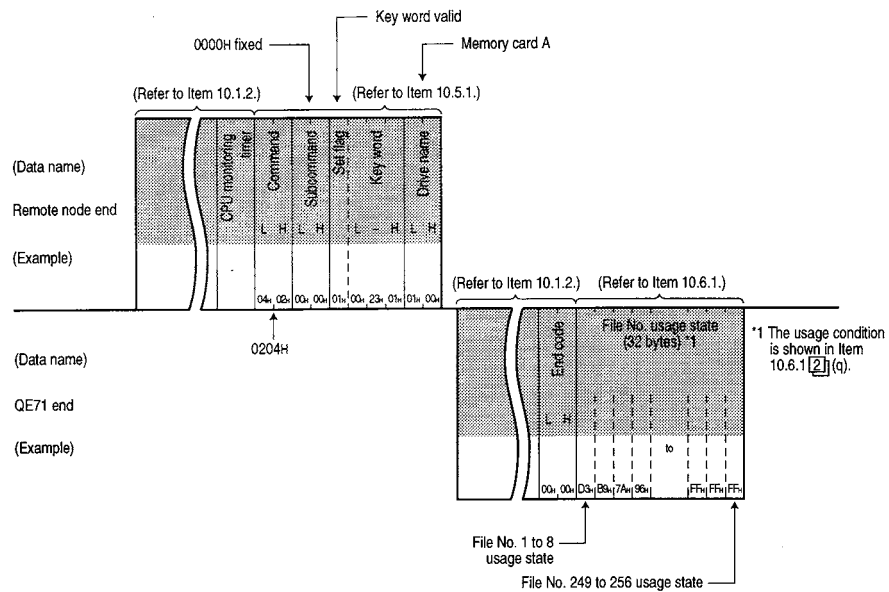 Key word valid
0000H fixed
Memory card A
(Refer to Item 10.1.2.)
(Refer to Item 10.5.1.)
(Data name)
Remote node end
(Example)
CPU monitoring timer
Command
Subcommand
Set flag
Key word
Drive name
L H L H L - H L H
04H 02H 00H 00H 01H 00H 23H 01H 01H 00H
0204H
(Refer to Item 10.1.2.)
(Refer to Item 10.6.1.)
(Data name)
QE71 end
(Example)
End code
File No. usage state
(32 bytes) *1
L H
to
00H 00H D3H B9H 7AH 96H FFH FFH FFH
*1 The usage condition
is shown in Item
10.6.1 2 (q).
File No. 1 to 8
usage state
File No. 249 to 256 usage state